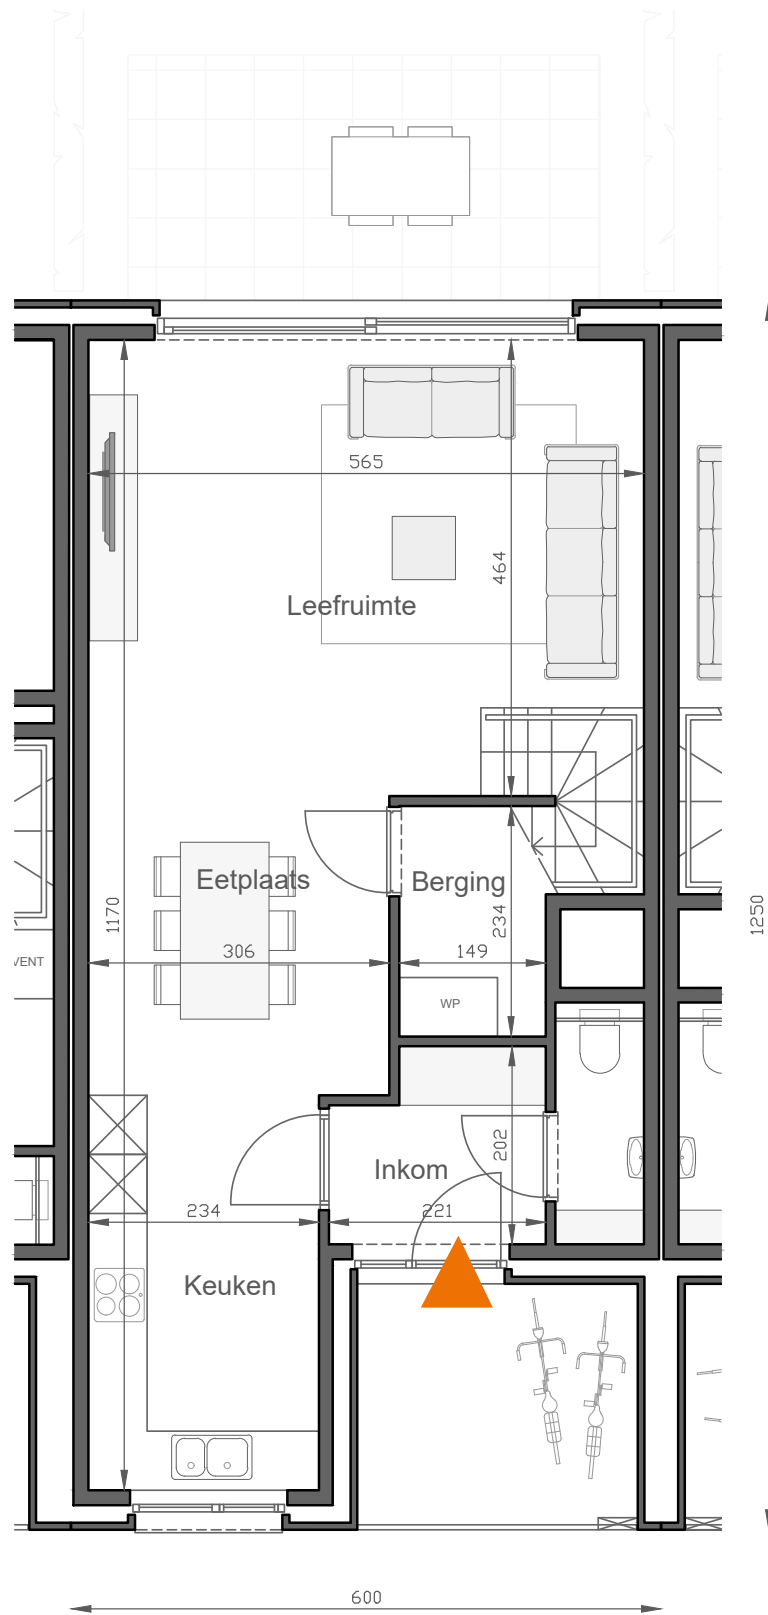 565
464
Leefruimte
Eetplaats
Berging
1170
234
1250
306
149
VENT
WP
202
Inkom
234
221
Keuken
600